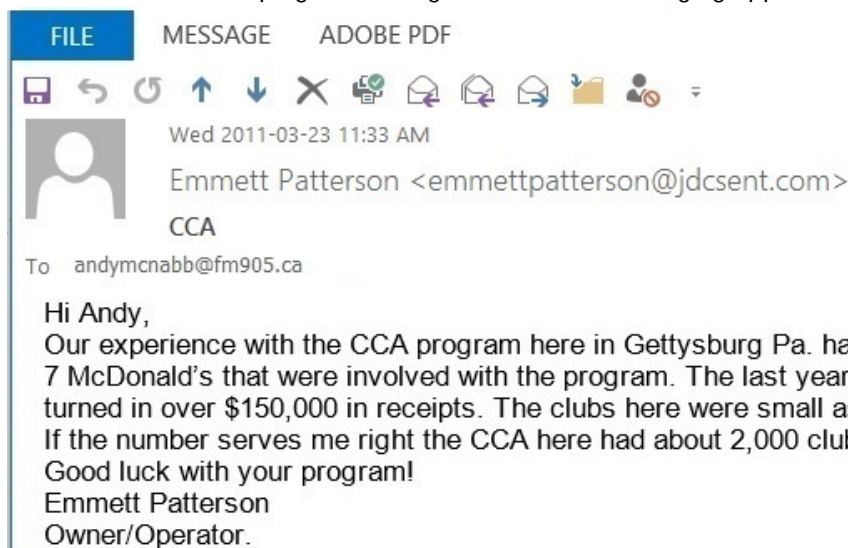 FILE MESSAGE ADOBE PDF
Wed 2011-03-23 11:33 AM
Emmett Patterson <emmettpatterson@jdcsent.com>
CCA
To andymcnabb@fm905.ca
Hi Andy,
Our experience with the CCA program here in Gettysburg Pa. ha
7 McDonald's that were involved with the program. The last year
turned in over $150,000 in receipts. The clubs here were small a
If the number serves me right the CCA here had about 2,000 clu
Good luck with your program!
Emmett Patterson
Owner/Operator.